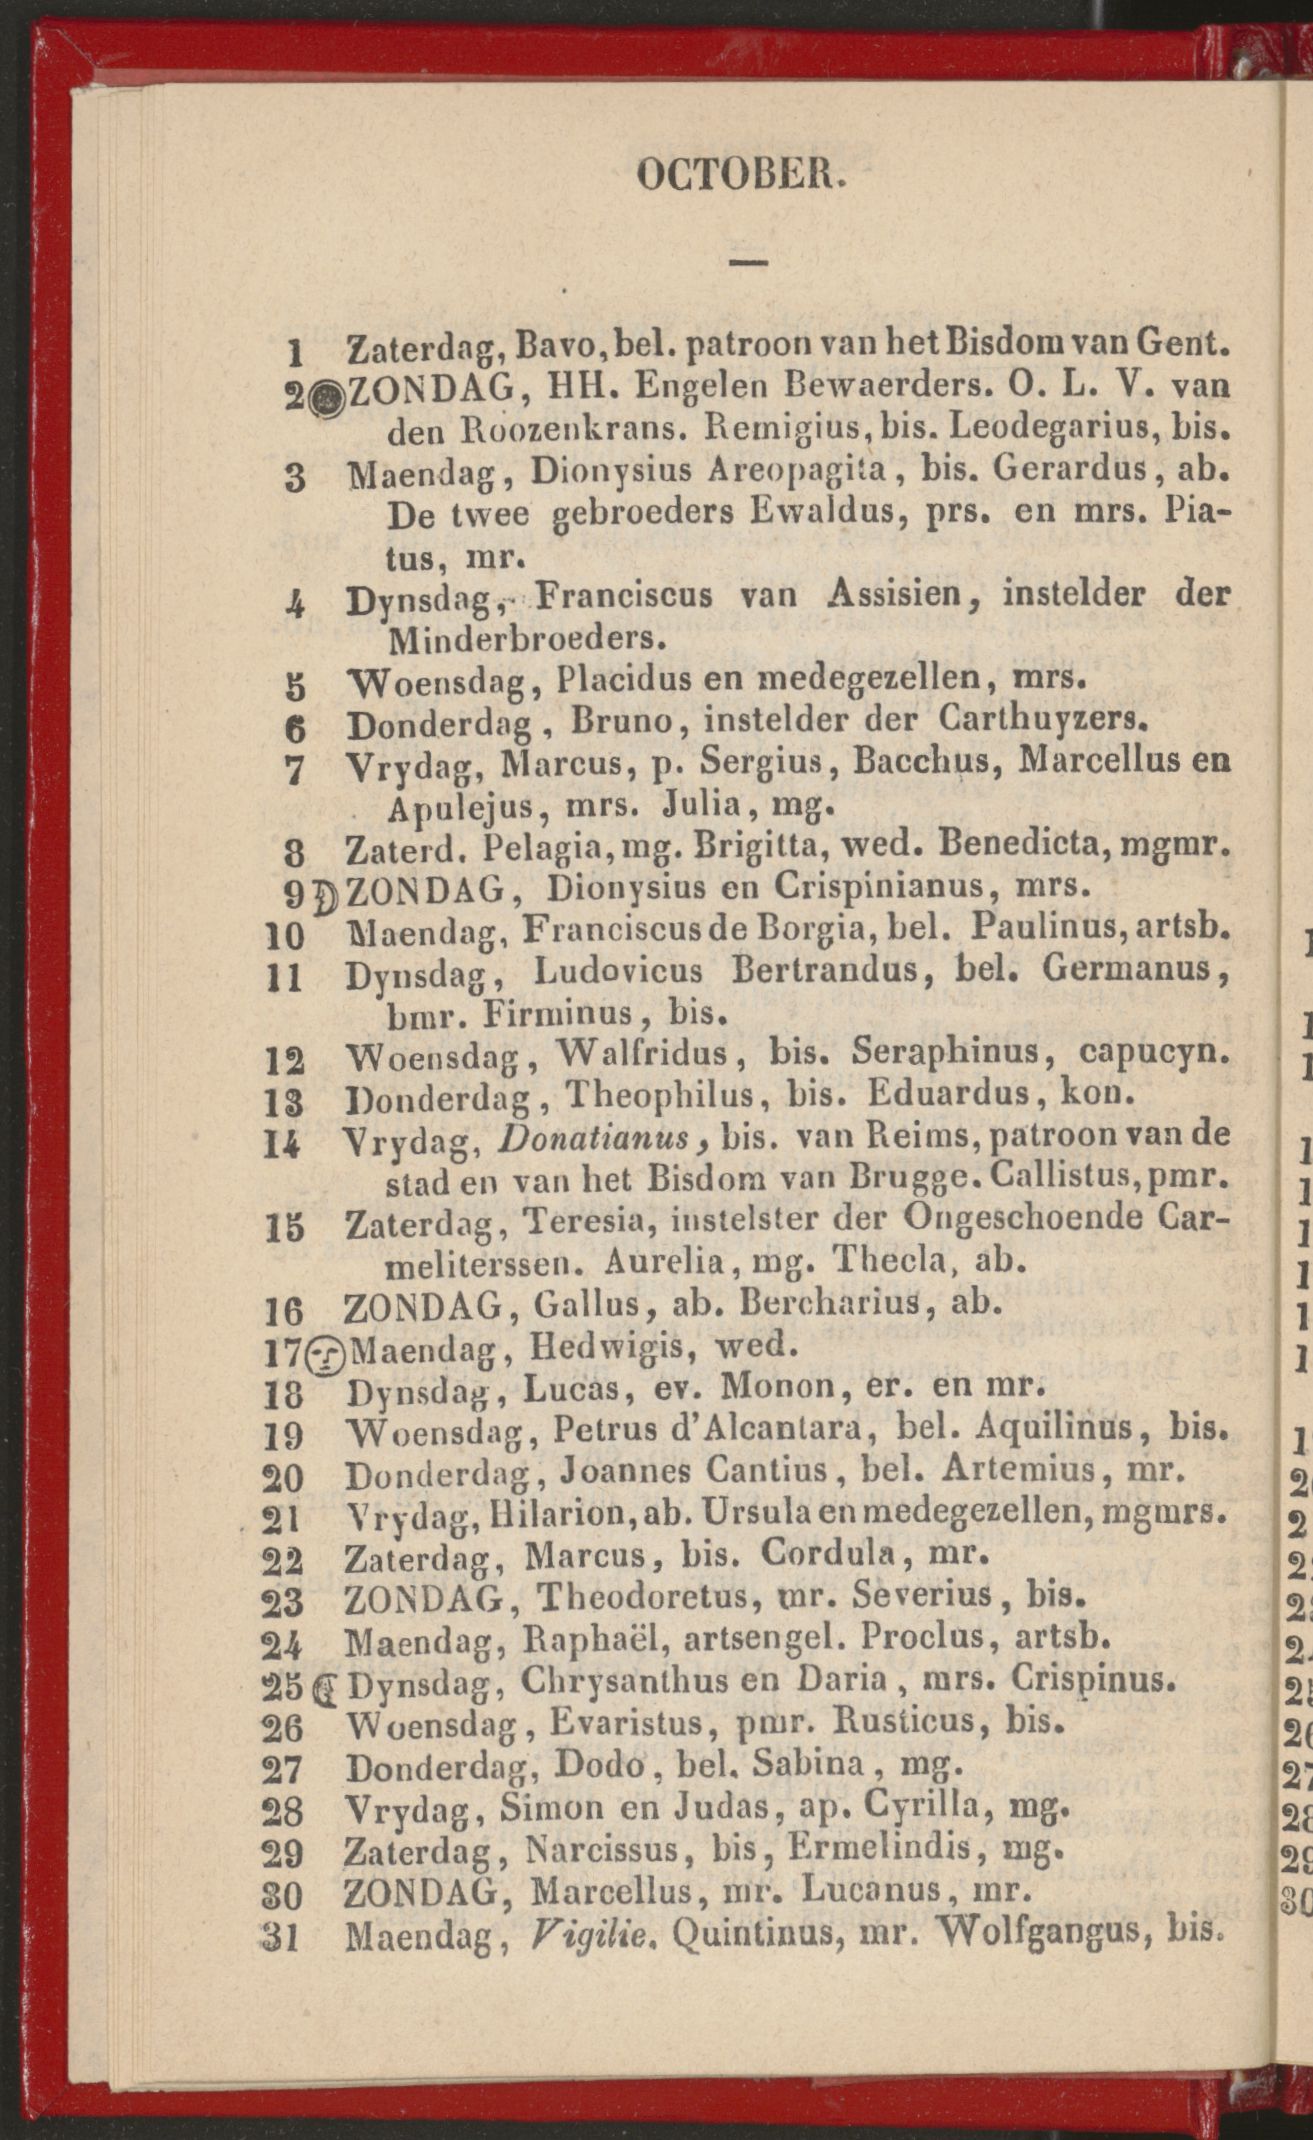 OCTOBER.
1 Zaterdag, Bavo, bel. patroon van het Bisdom van Gent.
2 ZONDAG, HH. Engelen Bewaerders. O. L. V. van
den Roozenkrans. Remigius, bis. Leodegarius, bis.
3 Maendag, Dionysius Areopagita, bis. Gerardus, ab.
De twee gebroeders Ewaldus, prs. en mrs. Pia-
tus, mr.
4 Dynsdag, Franciscus van Assisien, instelder der
Minderbroeders.
5 Woensdag, Placidus en medegezellen, mrs.
6 Donderdag, Bruno, instelder der Carthuyzers.
7 Vrydag, Marcus, p. Sergius, Bacchus, Marcellus en
Apulejus, mrs. Julia, mg.
8 Zaterd. Pelagia, mg. Brigitta, wed. Benedicta, mgmr.
9 ZONDAG, Dionysius en Crispinianus, mrs.
10 Maendag, Franciscus de Borgia, bel. Paulinus, artsb.
11 Dynsdag, Ludovicus Bertrandus, bel. Germanus,
bmr. Firminus, bis.
12 Woensdag, Walfridus, bis. Seraphinus, capucyn.
13 Donderdag, Theophilus, bis. Eduardus, kon.
14 Vrydag, Donatianus, bis. van Reims, patroon van de
stad en van het Bisdom van Brugge. Callistus, pmr.
15 Zaterdag, Teresia, instelster der Ongeschoende Car-
meliterssen. Aurelia, mg. Thecla, ab.
16 ZONDAG, Gallus, ab. Bercharius, ab.
17 Maendag, Hedwigis, wed.
18 Dynsdag, Lucas, ev. Monon, er. en mr.
19 Woensdag, Petrus d'Alcantara, bel. Aquilinus, bis.
20 Donderdag, Joannes Cantius, bel. Artemius, mr.
21 Vrydag, Hilarion, ab. Ursula en medegezellen, mgmrs.
22 Zaterdag, Marcus, bis. Cordula, mr.
23 ZONDAG, Theodoretus, mr. Severius, bis.
24 Maendag, Raphaël, artsengel. Proclus, artsb.
25 Dynsdag, Chrysanthus en Daria, mrs. Crispinus.
26 Woensdag, Evaristus, pmr. Rusticus, bis.
27 Donderdag, Dodo, bel. Sabina, mg.
28 Vrydag, Simon en Judas, ap. Cyrilla, mg.
29 Zaterdag, Narcissus, bis, Ermelindis, mg.
30 ZONDAG, Marcellus, mr. Lucanus, mr.
31 Maendag, Vigilie. Quintinus, mr. Wolfgangus, bis.